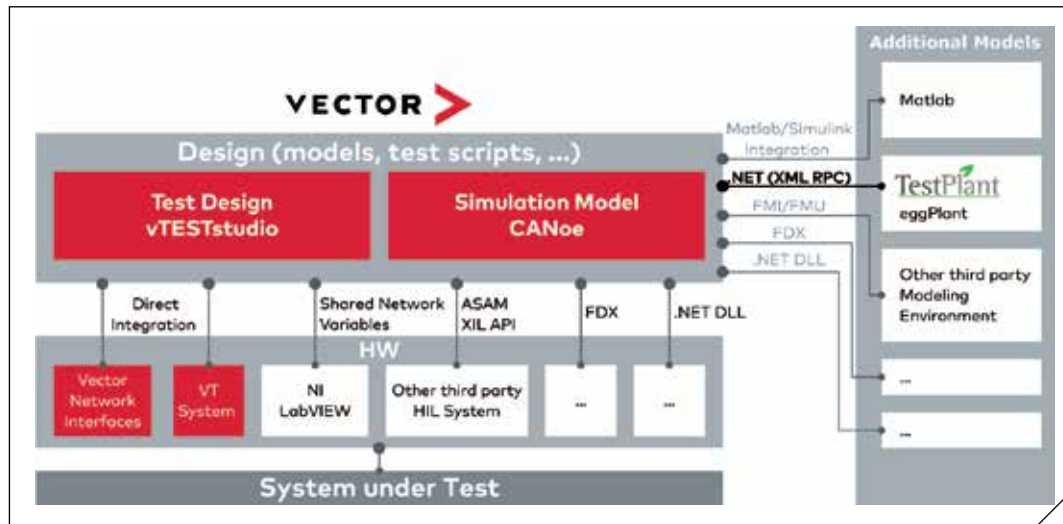 VECTOR
Design (models, test scripts, ...)
Test Design
vTESTstudio
Simulation Model
CANoe
Direct
Integration
Shared Network
Variables
ASAM
XIL API
FDX
.NET DLL
HW
Vector
Network
Interfaces
VT
System
NI
LabVIEW
Other third party
HIL System
...
...
System under Test
Matlab/Simulink
Integration
.NET (XML RPC)
FMI/FMU
FDX
.NET DLL
Additional Models
Matlab
TestPlant
eggPlant
Other third party
Modeling
Environment
...
...